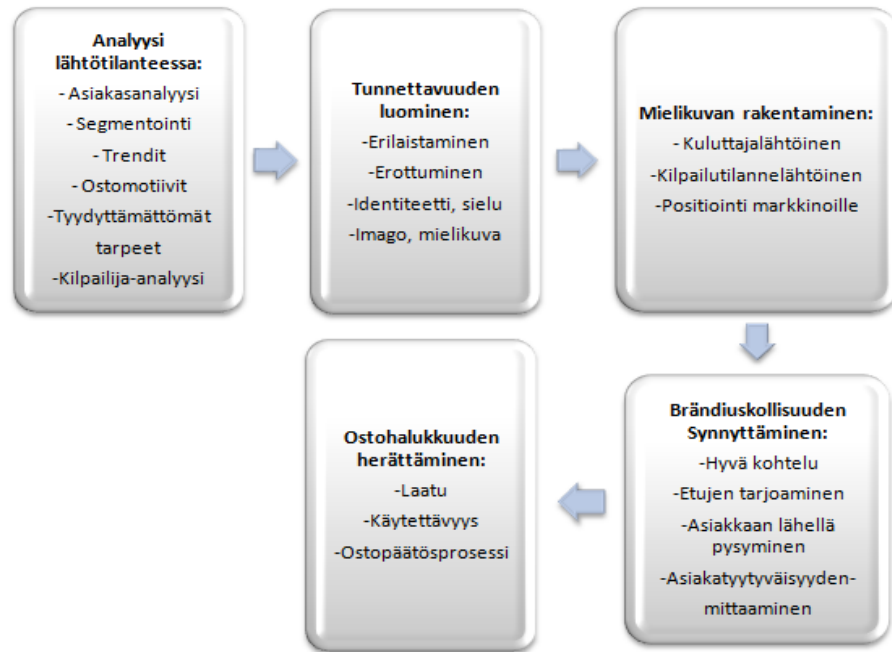 Analyysi
lähtötilanteessa:
- Asiakasanalyysi
- Segmentointi
- Trendit
- Ostomotiivit
-Tyydyttämättömät
tarpeet
-Kilpailija-analyysi
Tunnettavuuden
luominen:
-Erilaistaminen
-Erottuminen
-Identiteetti, sielu
-Imago, mielikuva
Mielikuvan rakentaminen:
- Kuluttajalähtöinen
-Kilpailutilannelähtöinen
- Positiointi markkinoille
Brändiuskollisuuden
Synnyttäminen:
-Hyvä kohtelu
- Etujen tarjoaminen
-Asiakkaan lähellä
pysyminen
-Asiakatyytyväisyyden-
mittaaminen
Ostohalukkuuden
herättäminen:
-Laatu
-Käytettävyys
-Ostopäätösprosessi